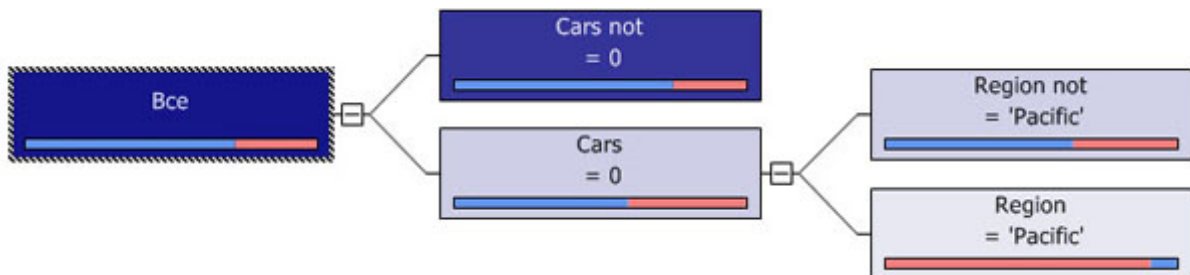 Все
Cars not
= 0
Cars
= 0
Region not
= 'Pacific'
Region
= 'Pacific'